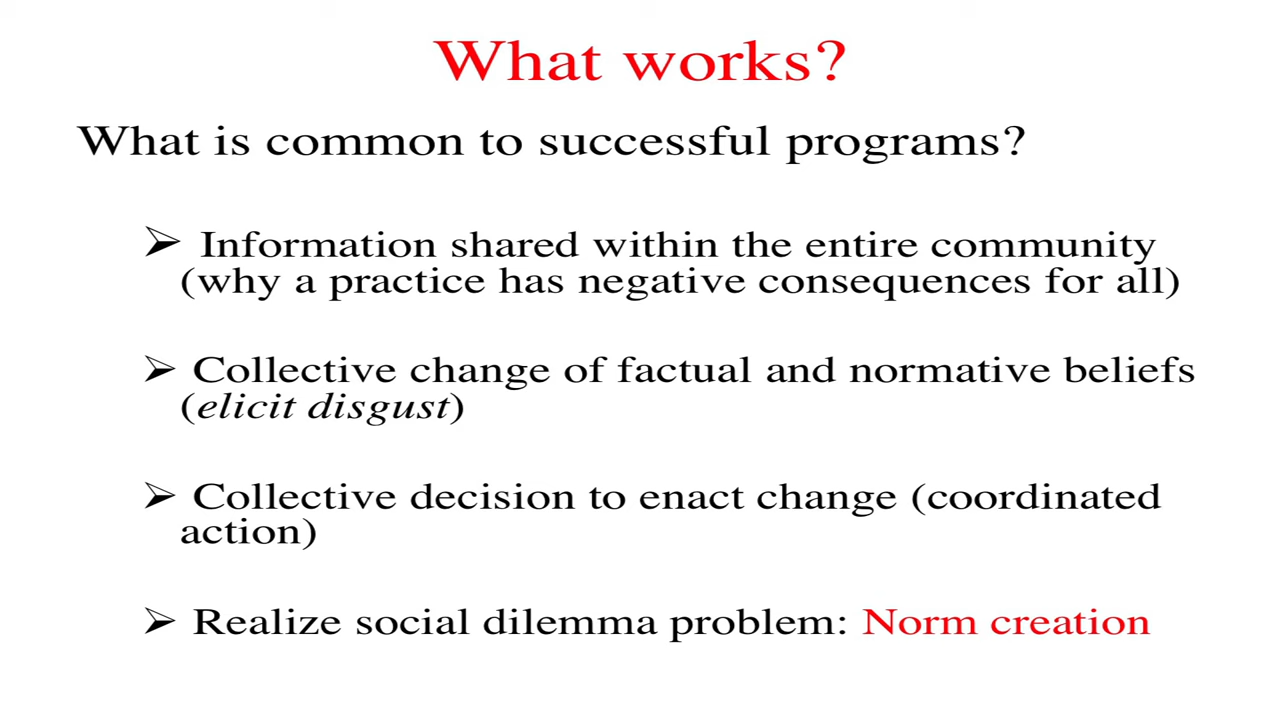 What works?
What is common to successful programs?
➢ Information shared within the entire community
(why a practice has negative consequences for all)
➢ Collective change of factual and normative beliefs
(elicit disgust)
➢ Collective decision to enact change (coordinated
action)
➢ Realize social dilemma problem: Norm creation